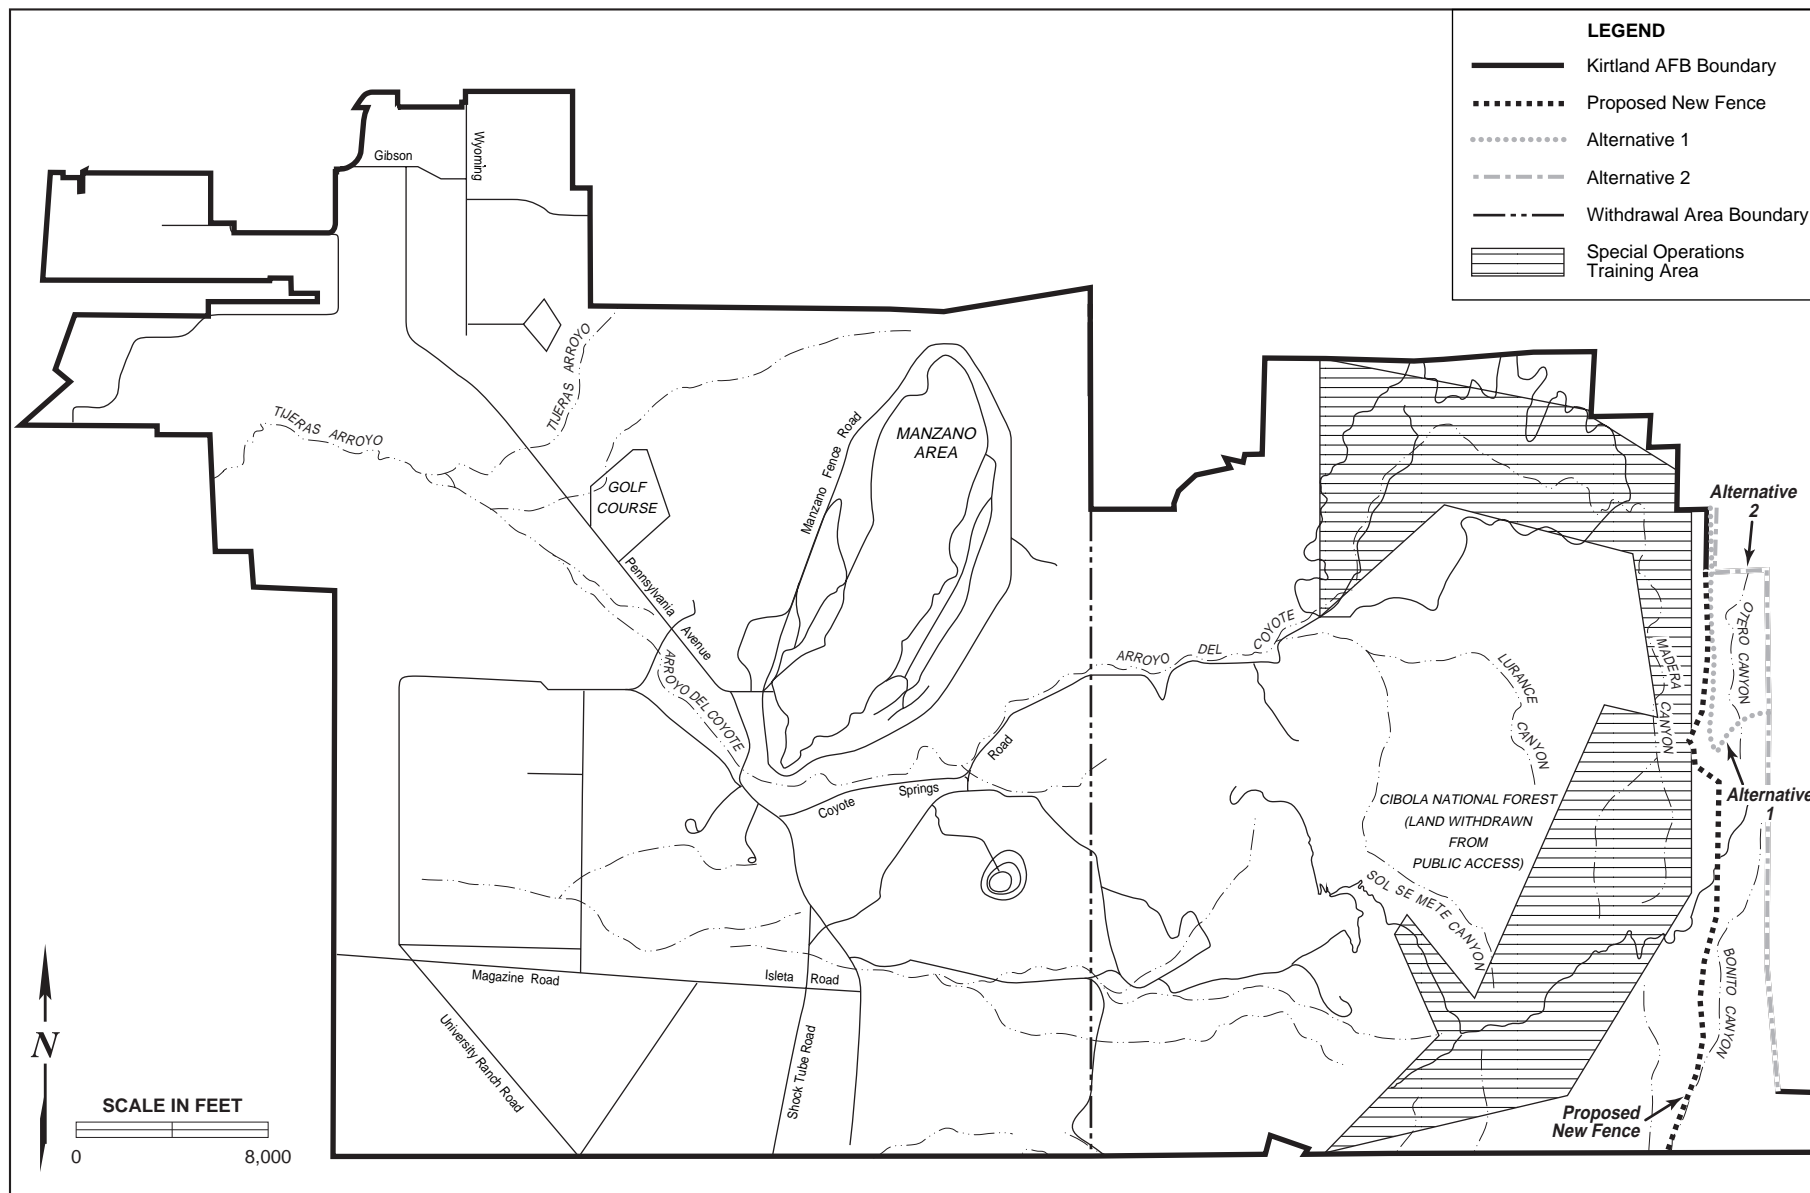 LEGEND
Kirtland AFB Boundary
Proposed New Fence
Alternative 1
Alternative 2
Withdrawal Area Boundary
Special Operations
Training Area
Gibson
Wyoming
TIJERAS ARROYO
TIJERAS ARROYO
GOLF
COURSE
Manzano Fence Road
MANZANO
AREA
Pennsylvania
Avenue
ARROYO DEL COYOTE
ARROYO DEL COYOTE
Coyote Springs Road
LURANCE
CANYON
MADERA
CANYON
OTERO CANYON
Alternative
2
Alternative
1
CIBOLA NATIONAL FOREST
(LAND WITHDRAWN
FROM
PUBLIC ACCESS)
SOL SE METE CANYON
BONITO CANYON
Magazine Road
Isleta Road
University Ranch Road
Shock Tube Road
Proposed
New Fence
N
SCALE IN FEET
0 8,000